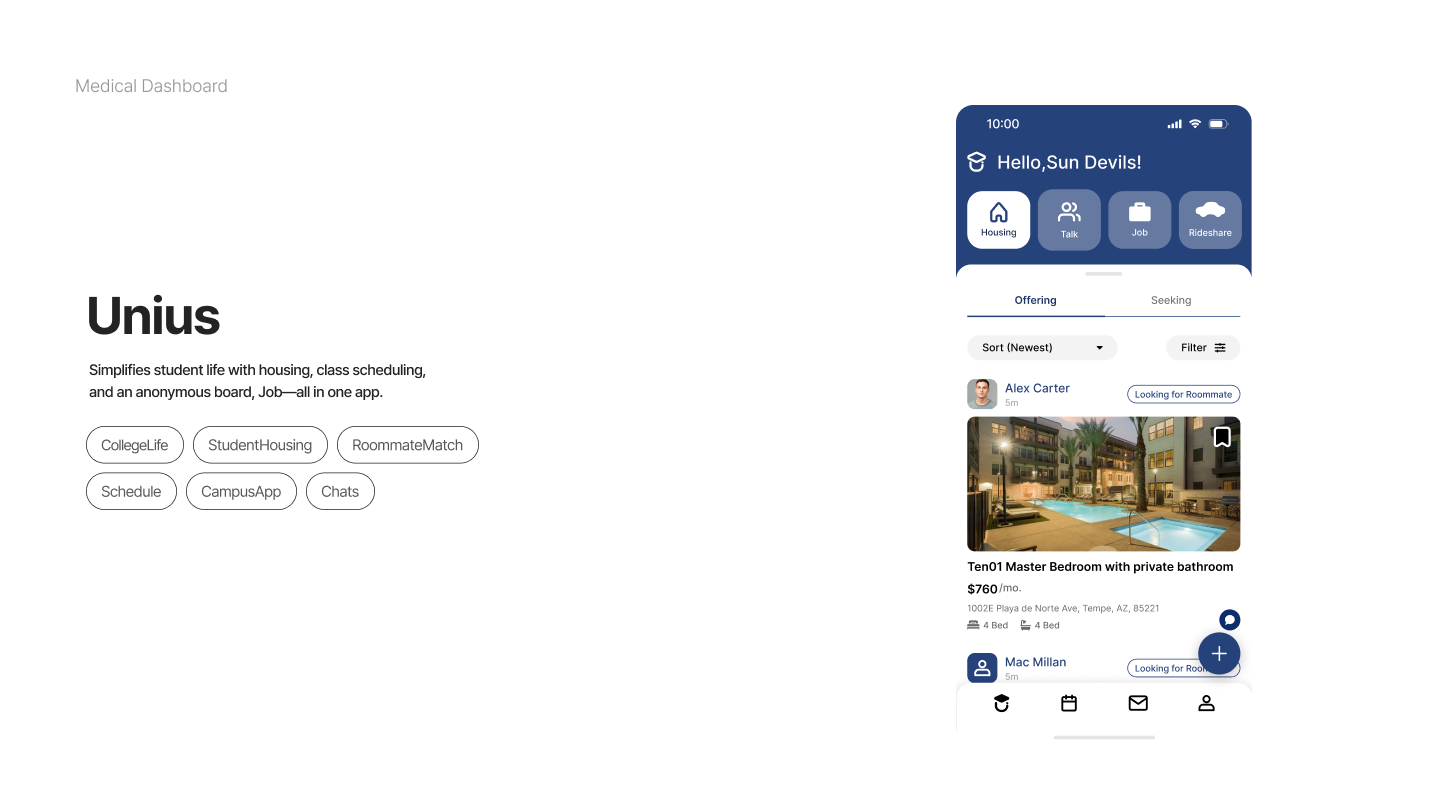 Medical Dashboard
Unius
Simplifies student life with housing, class scheduling,
and an anonymous board, Job—all in one app.
CollegeLife StudentHousing RoommateMatch
Schedule CampusApp Chats
10:00
Hello,Sun Devils!
Housing Talk Job Rideshare
Offering Seeking
Sort (Newest) Filter
Alex Carter
5m
Looking for Roommate
Ten01 Master Bedroom with private bathroom
$760/mo.
1002E Playa de Norte Ave, Tempe, AZ, 85221
4 Bed 4 Bed
Mac Millan
5m
Looking for